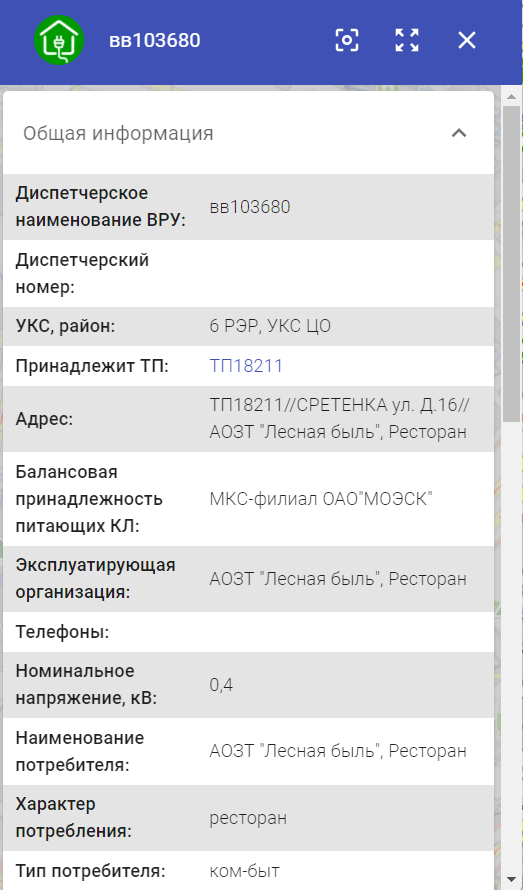 вв103680
Общая информация
Диспетчерское
наименование ВРУ:
вв103680
Диспетчерский
номер:
УКС, район:
6 РЭР, УКС ЦО
Принадлежит ТП:
ТП18211
Адрес:
ТП18211//СРЕТЕНКА ул. Д.16//
АОЗТ "Лесная быль", Ресторан
Балансовая
принадлежность
питающих КЛ:
МКС-филиал ОАО"МОЭСК"
Эксплуатирующая
организация:
АОЗТ "Лесная быль", Ресторан
Телефоны:
Номинальное
напряжение, кВ:
0,4
Наименование
потребителя:
АОЗТ "Лесная быль", Ресторан
Характер
потребления:
ресторан
Тип потребителя:
ком-быт